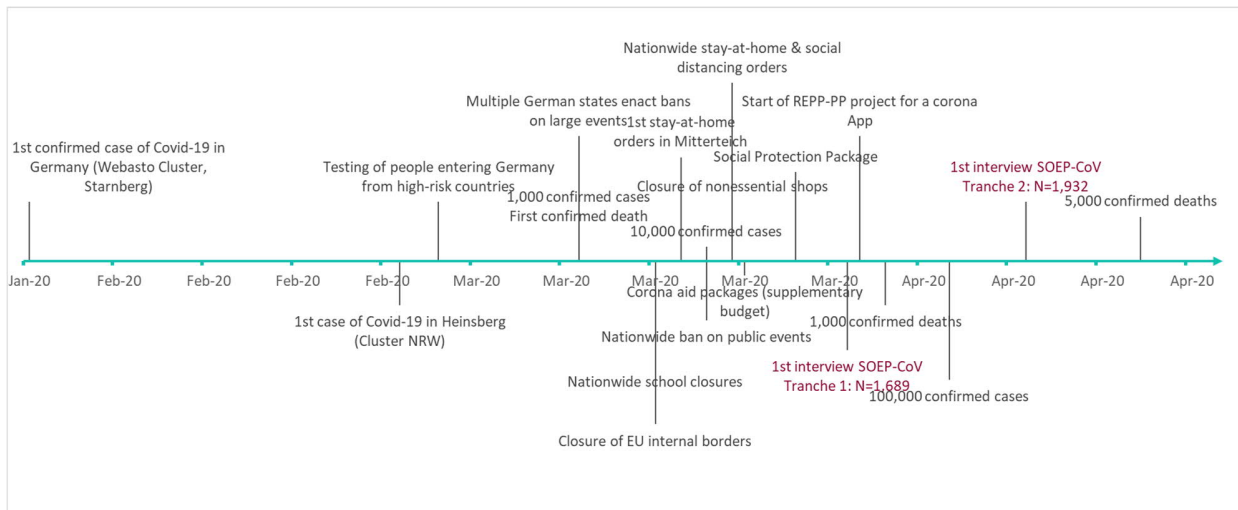 Nationwide stay-at-home & social
distancing orders
Multiple German states enact bans
on large events
Start of REPP-PP project for a corona
App
1st stay-at-home
orders in Mitterteich
1st confirmed case of Covid-19 in
Germany (Webasto Cluster,
Starnberg)
Testing of people entering Germany
from high-risk countries
Social Protection Package
Closure of nonessential shops
1st interview SOEP-CoV
Tranche 2: N=1,932
1,000 confirmed cases
First confirmed death
5,000 confirmed deaths
10,000 confirmed cases
Jan-20 Feb-20 Feb-20 Feb-20 Feb-20 Mar-20 Mar-20 Mar-20 Mar-20 Mar-20 Apr-20 Apr-20 Apr-20 Apr-20
Corona aid packages (supplementary
budget)
1st case of Covid-19 in Heinsberg
(Cluster NRW)
1,000 confirmed deaths
Nationwide ban on public events
1st interview SOEP-CoV
Tranche 1: N=1,689
Nationwide school closures
100,000 confirmed cases
Closure of EU internal borders